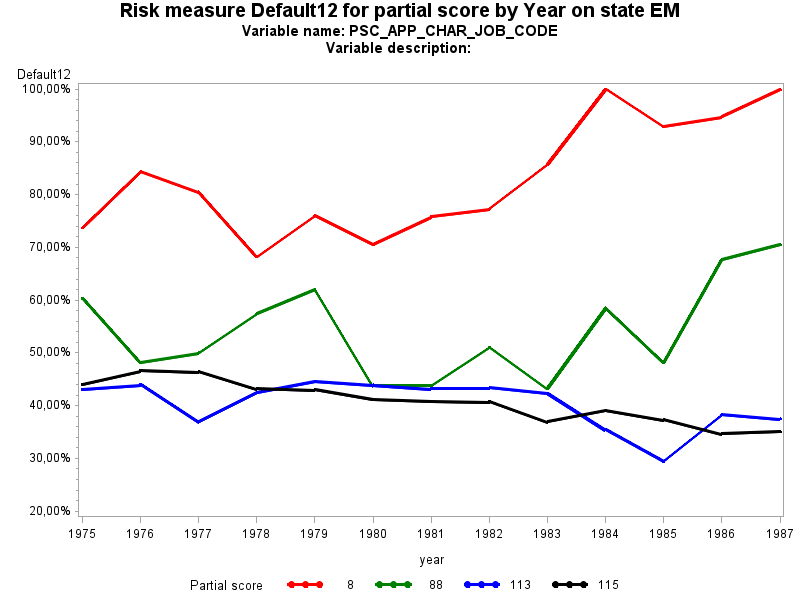 Risk measure Default12 for partial score by Year on state EM
Variable name: PSC_APP_CHAR_JOB_CODE
Variable description:
Default12
100,00%
90,00%
80,00%
70,00%
60,00%
50,00%
40,00%
30,00%
20,00%
1975 1976 1977 1978 1979 1980 1981 1982 1983 1984 1985 1986 1987
year
Partial score 8 88 113 115